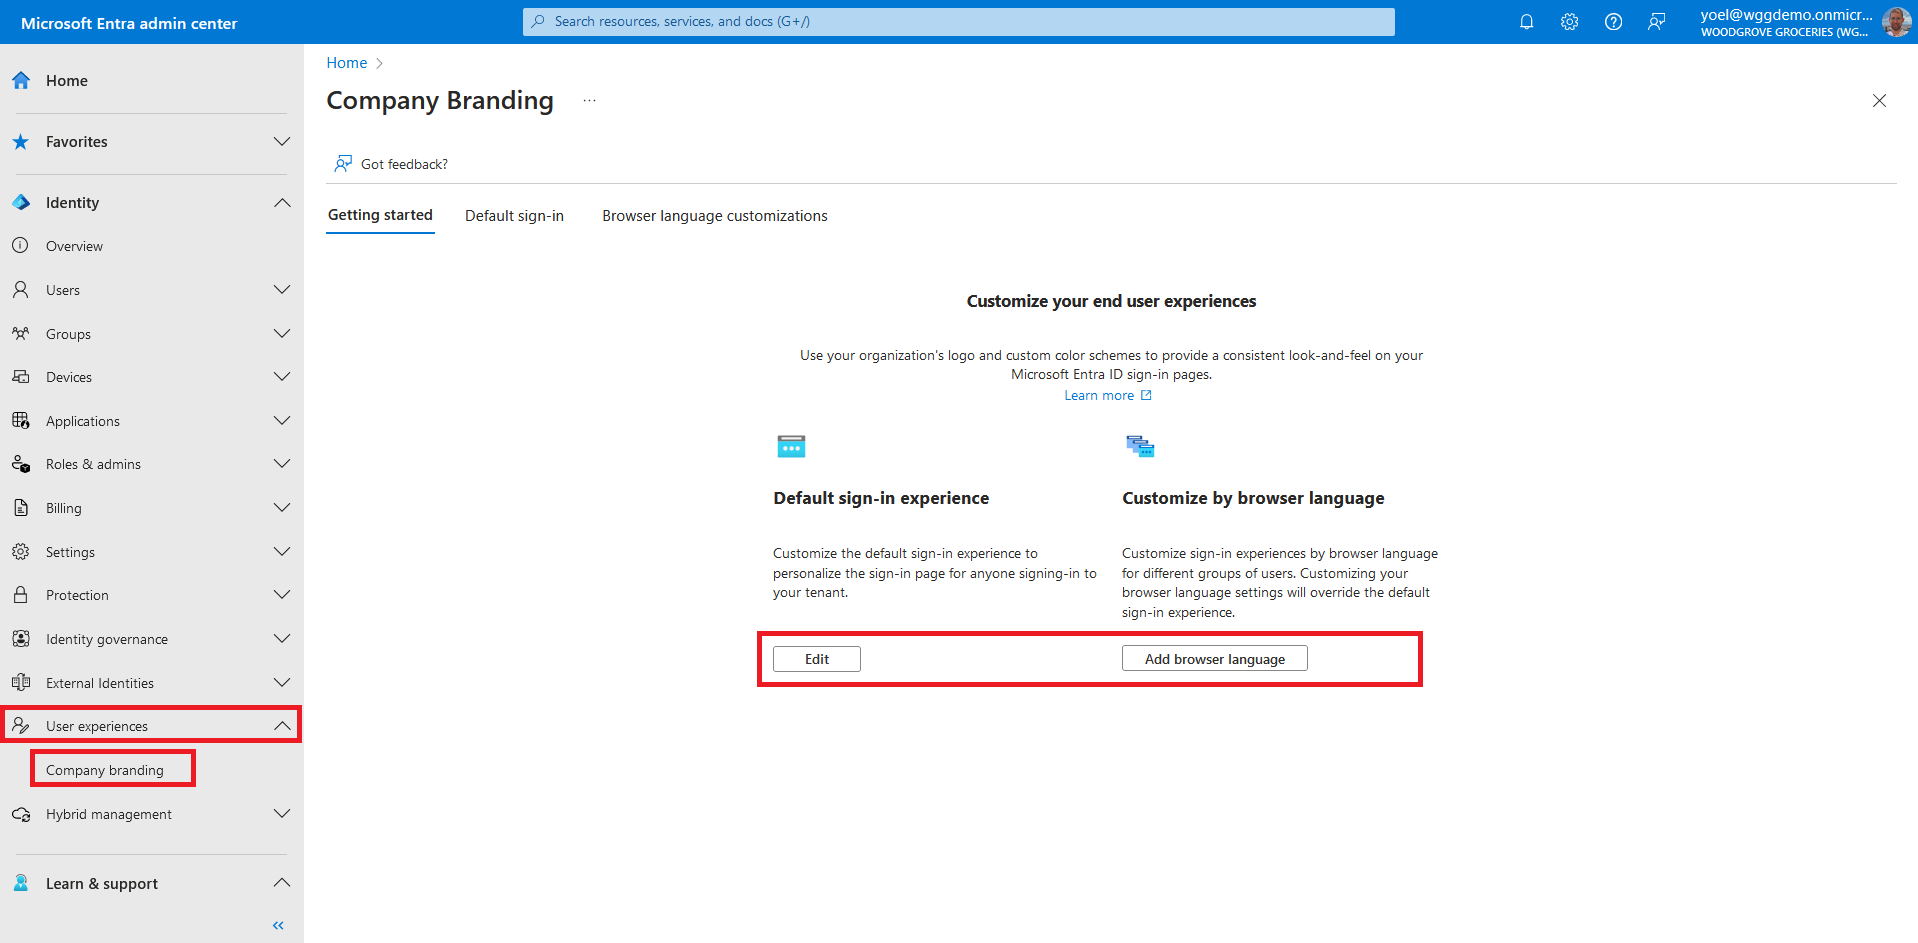 Microsoft Entra admin center
Search resources, services, and docs (G+/)
yoel@wggdemo.onmicr...
WOODGROVE GROCERIES (WG...
Home
Favorites
Identity
Overview
Users
Groups
Devices
Applications
Roles & admins
Billing
Settings
Protection
Identity governance
External Identities
User experiences
Company branding
Hybrid management
Learn & support
Home
Company Branding
...
Got feedback?
Getting started
Default sign-in
Browser language customizations
Customize your end user experiences
Use your organization's logo and custom color schemes to provide a consistent look-and-feel on your
Microsoft Entra ID sign-in pages.
Learn more
Default sign-in experience
Customize the default sign-in experience to
personalize the sign-in page for anyone signing-in to
your tenant.
Edit
Customize by browser language
Customize sign-in experiences by browser language
for different groups of users. Customizing your
browser language settings will override the default
sign-in experience.
Add browser language